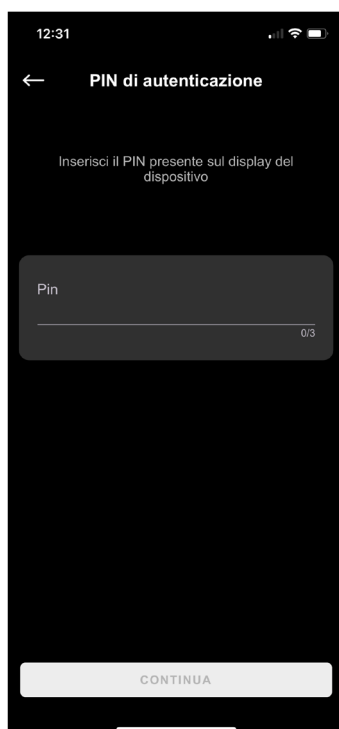 12:31
PIN di autenticazione
Inserisci il PIN presente sul display del
dispositivo
Pin
0/3
CONTINUA